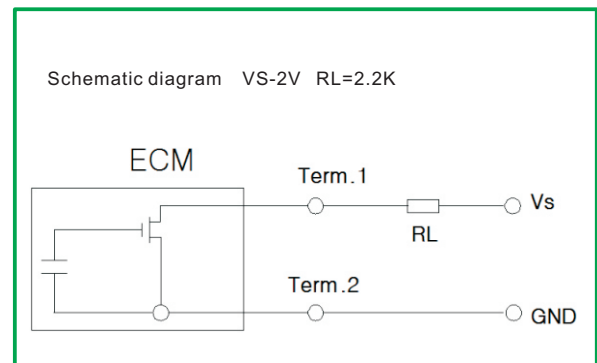 Schematic diagram VS-2V RL=2.2K
ECM
Term.1
Vs
RL
Term.2
GND